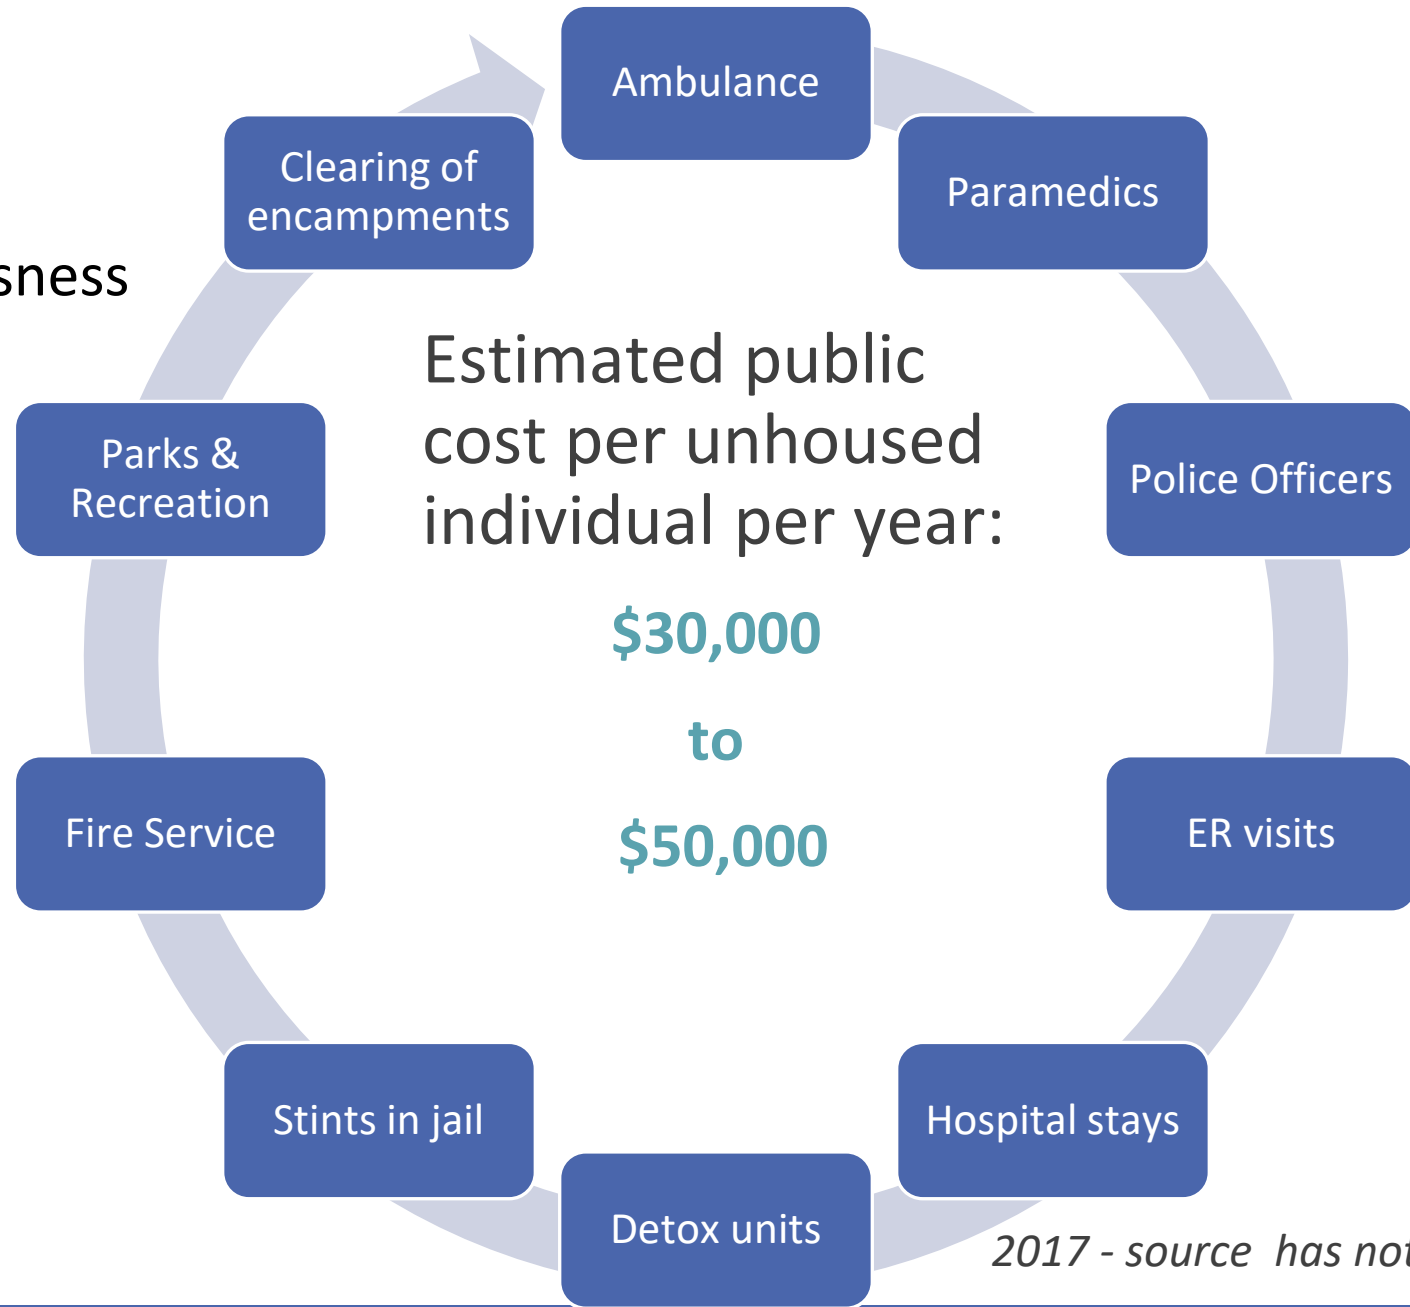 Ambulance
Paramedics
Police Officers
ER visits
Hospital stays
Detox units
Stints in jail
Fire Service
Parks &
Recreation
Clearing of
encampments
sness
Estimated public
cost per unhoused
individual per year:
$30,000
to
$50,000
2017 - source  has not